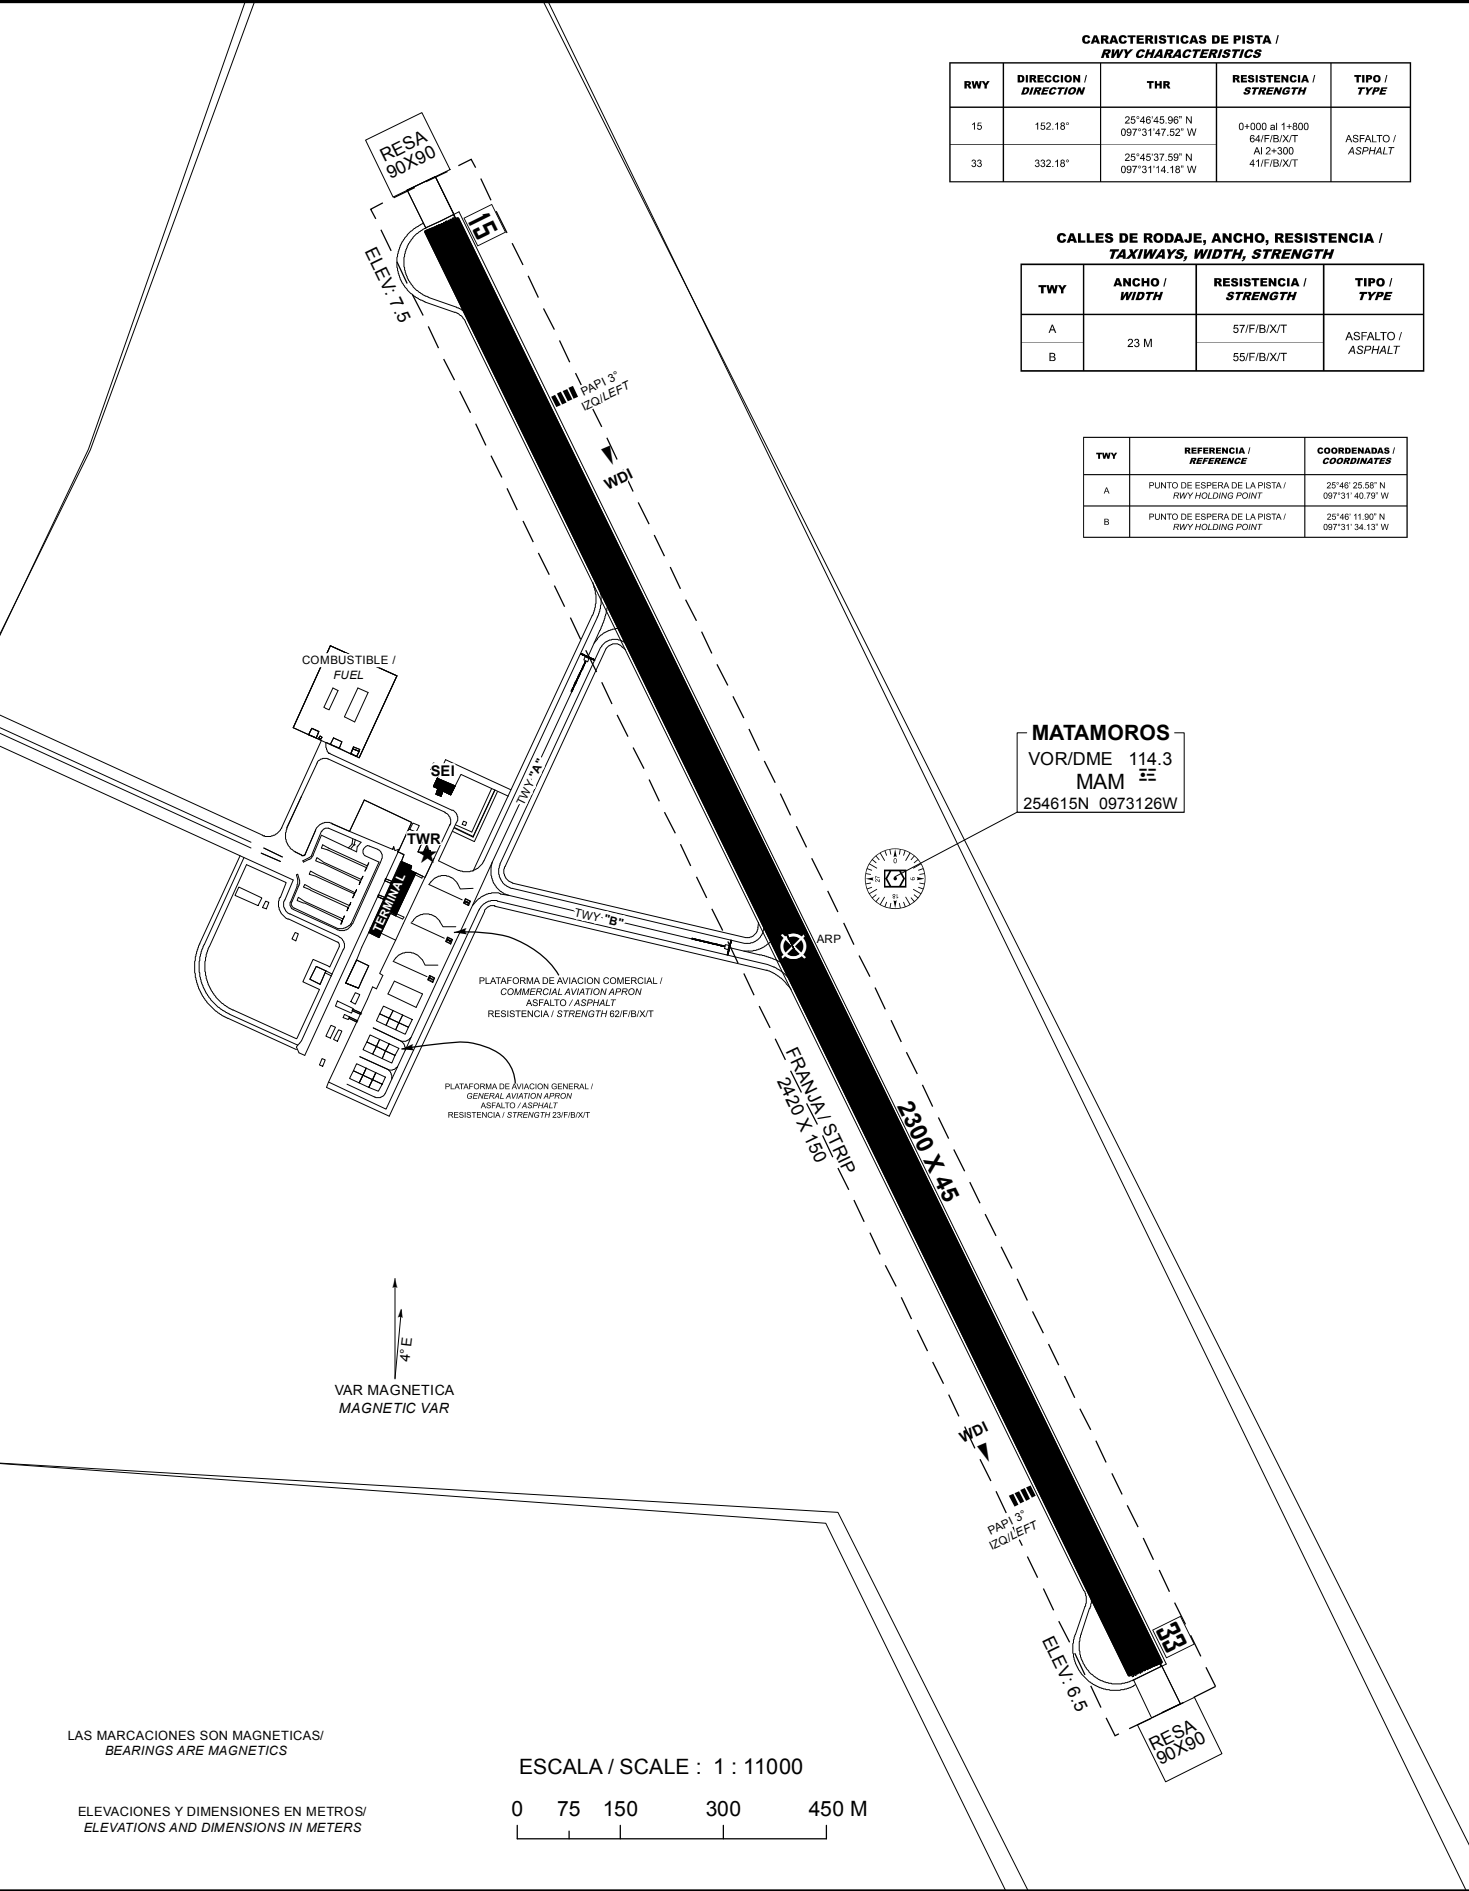 CARACTERISTICAS DE PISTA /
RWY CHARACTERISTICS
RWY
DIRECCION /
DIRECTION
THR
RESISTENCIA /
STRENGTH
TIPO /
TYPE
15
152.18°
25°46'45.96" N
097°31'47.52" W
33
332.18°
25°45'37.59" N
097°31'14.18" W
0+000 al 1+800
64/F/B/X/T
Al 2+300
41/F/B/X/T
ASFALTO /
ASPHALT
CALLES DE RODAJE, ANCHO, RESISTENCIA /
TAXIWAYS, WIDTH, STRENGTH
TWY
ANCHO /
WIDTH
RESISTENCIA /
STRENGTH
TIPO /
TYPE
A
B
23 M
57/F/B/X/T
55/F/B/X/T
ASFALTO /
ASPHALT
TWY
REFERENCIA /
REFERENCE
COORDENADAS /
COORDINATES
A
PUNTO DE ESPERA DE LA PISTA /
RWY HOLDING POINT
25°46' 25.58" N
097°31' 40.79" W
B
PUNTO DE ESPERA DE LA PISTA /
RWY HOLDING POINT
25°46' 11.90" N
097°31' 34.13" W
RESA
90X90
15
ELEV: 7.5
PAPI 3°
IZQ/LEFT
WDI
COMBUSTIBLE /
FUEL
SEI
TWY "A"
TWR
TERMINAL
TWY "B"
MATAMOROS
VOR/DME 114.3
MAM
254615N 0973126W
0
9
18
27
ARP
PLATAFORMA DE AVIACION COMERCIAL /
COMMERCIAL AVIATION APRON
ASFALTO / ASPHALT
RESISTENCIA / STRENGTH 62/F/B/X/T
PLATAFORMA DE AVIACION GENERAL /
GENERAL AVIATION APRON
ASFALTO / ASPHALT
RESISTENCIA / STRENGTH 23/F/B/X/T
FRANJA / STRIP
2420 X 150
2300 X 45
4° E
VAR MAGNETICA
MAGNETIC VAR
WDI
PAPI 3°
IZQ/LEFT
33
ELEV: 6.5
RESA
90X90
LAS MARCACIONES SON MAGNETICAS/
BEARINGS ARE MAGNETICS
ELEVACIONES Y DIMENSIONES EN METROS/
ELEVATIONS AND DIMENSIONS IN METERS
ESCALA / SCALE : 1 : 11000
0 75 150 300 450 M